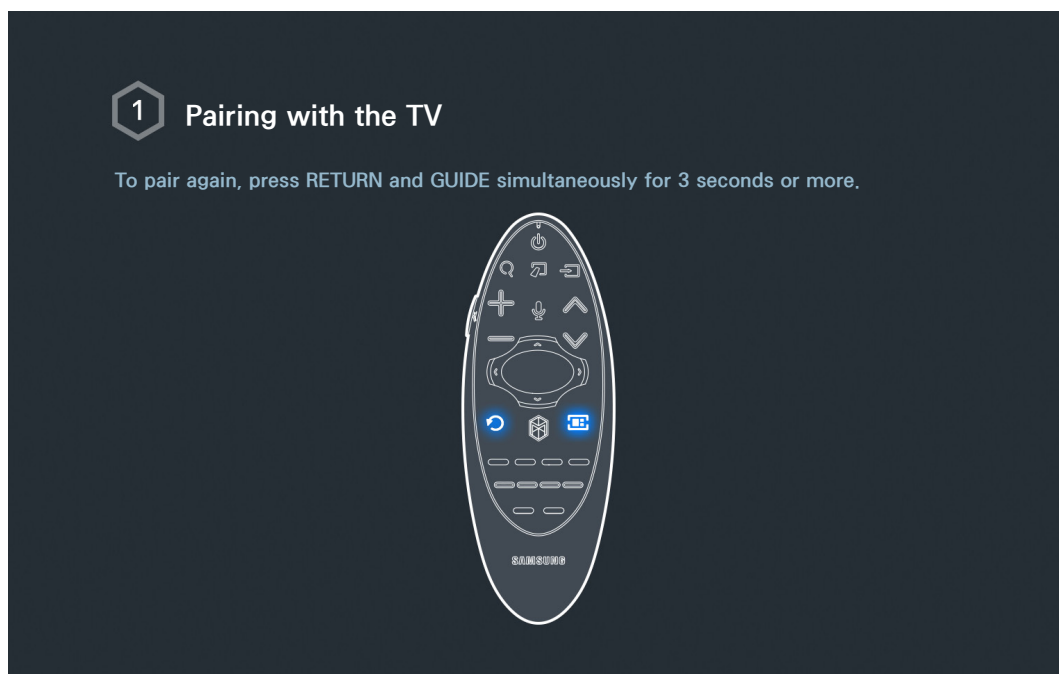 1
Pairing with the TV
To pair again, press RETURN and GUIDE simultaneously for 3 seconds or more.
SAMSUNG